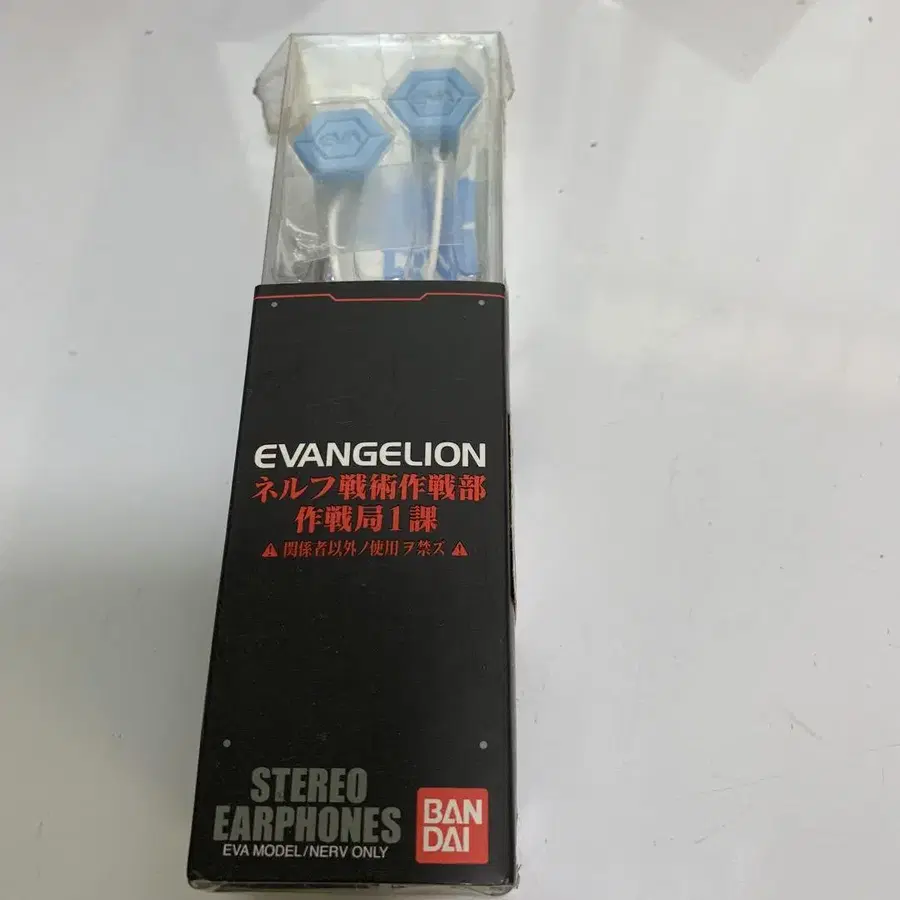 EVA
EVA
EVANGELION
ネルフ戦術作戦部
作戦局1課
関係者以外ノ使用ヲ禁ズ
STEREO
EARPHONES
EVA MODEL/NERV ONLY
BAN
DAI